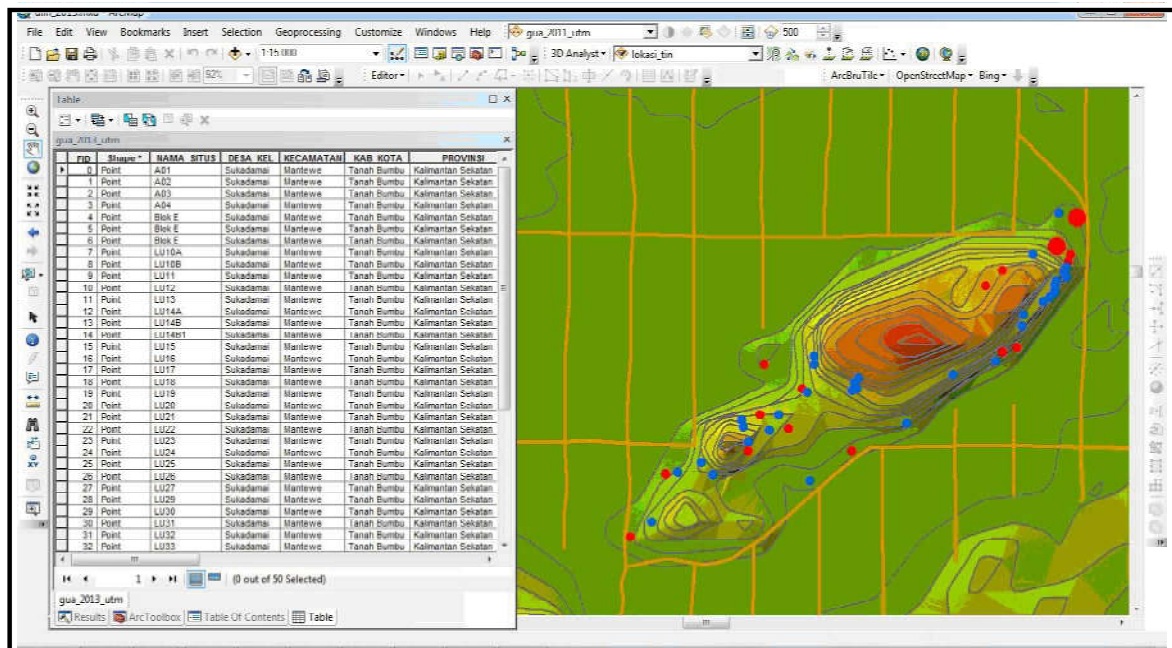 File Edit View Bookmarks Insert Selection Geoprocessing Customize Windows Help gua_2011_utm 500
1:15 000 3D Analyst lokasi_tin
92% Editor ArcBruTile OpenStreetMap Bing
Table
gua_2013_utm
FID Shape * NAMA SITUS DESA KEL KECAMATAN KAB KOTA PROVINSI
0 Point A01 Sukadamai Mantewe Tanah Bumbu Kalimantan Selatan
1 Point A02 Sukadamai Mantewe Tanah Bumbu Kalimantan Selatan
2 Point A03 Sukadamai Mantewe Tanah Bumbu Kalimantan Selatan
3 Point A04 Sukadamai Mantewe Tanah Bumbu Kalimantan Selatan
4 Point Blok E Sukadamai Mantewe Tanah Bumbu Kalimantan Selatan
5 Point Blok E Sukadamai Mantewe Tanah Bumbu Kalimantan Selatan
6 Point Blok E Sukadamai Mantewe Tanah Bumbu Kalimantan Selatan
7 Point LU10A Sukadamai Mantewe Tanah Bumbu Kalimantan Selatan
8 Point LU10B Sukadamai Mantewe Tanah Bumbu Kalimantan Selatan
9 Point LU11 Sukadamai Mantewe Tanah Bumbu Kalimantan Selatan
10 Point LU12 Sukadamai Mantewe Tanah Bumbu Kalimantan Selatan
11 Point LU13 Sukadamai Mantewe Tanah Bumbu Kalimantan Selatan
12 Point LU14A Sukadamai Mantewe Tanah Bumbu Kalimantan Selatan
13 Point LU14B Sukadamai Mantewe Tanah Bumbu Kalimantan Selatan
14 Point LU14B1 Sukadamai Mantewe Tanah Bumbu Kalimantan Selatan
15 Point LU15 Sukadamai Mantewe Tanah Bumbu Kalimantan Selatan
16 Point LU16 Sukadamai Mantewe Tanah Bumbu Kalimantan Selatan
17 Point LU17 Sukadamai Mantewe Tanah Bumbu Kalimantan Selatan
18 Point LU18 Sukadamai Mantewe Tanah Bumbu Kalimantan Selatan
19 Point LU19 Sukadamai Mantewe Tanah Bumbu Kalimantan Selatan
20 Point LU20 Sukadamai Mantewe Tanah Bumbu Kalimantan Selatan
21 Point LU21 Sukadamai Mantewe Tanah Bumbu Kalimantan Selatan
22 Point LU22 Sukadamai Mantewe Tanah Bumbu Kalimantan Selatan
23 Point LU23 Sukadamai Mantewe Tanah Bumbu Kalimantan Selatan
24 Point LU24 Sukadamai Mantewe Tanah Bumbu Kalimantan Selatan
25 Point LU25 Sukadamai Mantewe Tanah Bumbu Kalimantan Selatan
26 Point LU26 Sukadamai Mantewe Tanah Bumbu Kalimantan Selatan
27 Point LU27 Sukadamai Mantewe Tanah Bumbu Kalimantan Selatan
28 Point LU29 Sukadamai Mantewe Tanah Bumbu Kalimantan Selatan
29 Point LU30 Sukadamai Mantewe Tanah Bumbu Kalimantan Selatan
30 Point LU31 Sukadamai Mantewe Tanah Bumbu Kalimantan Selatan
31 Point LU32 Sukadamai Mantewe Tanah Bumbu Kalimantan Selatan
32 Point LU33 Sukadamai Mantewe Tanah Bumbu Kalimantan Selatan
1 (0 out of 50 Selected)
gua_2013_utm
Results ArcToolbox Table Of Contents Table